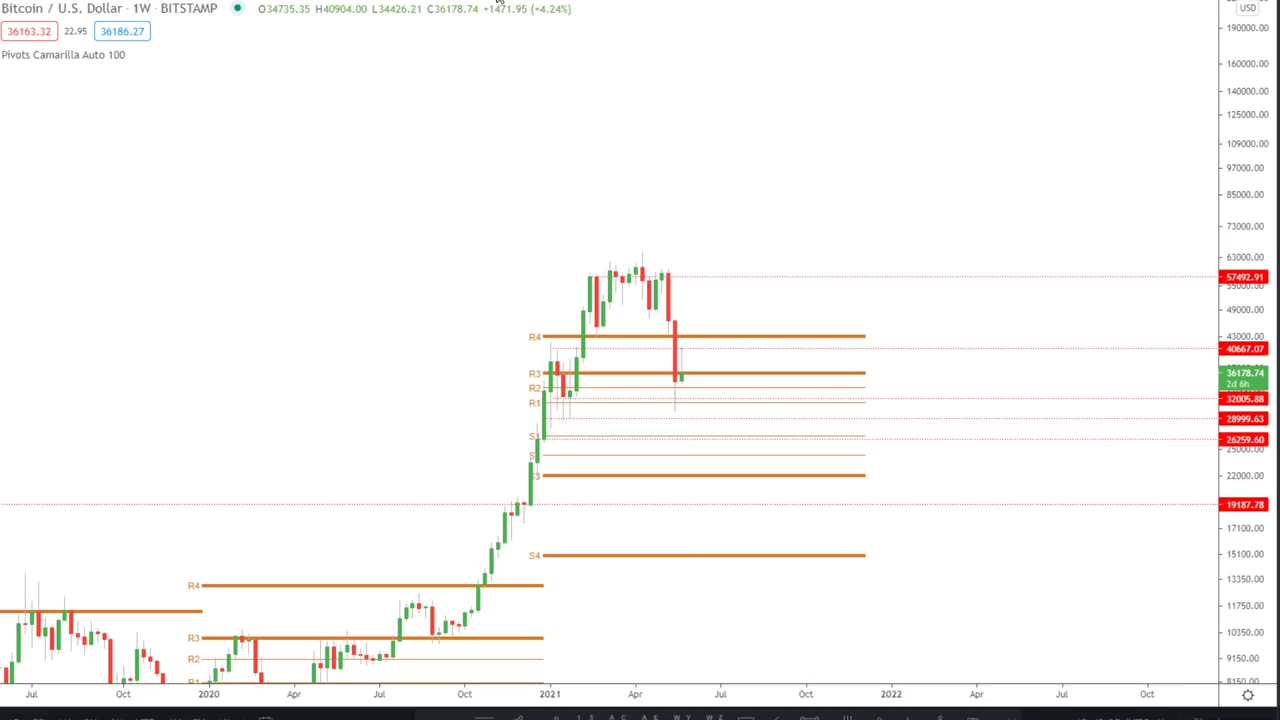 Bitcoin / U.S. Dollar · 1W · BITSTAMP
O34735.35 H40904.00 L34426.21 C36178.74 +1471.95 (+4.24%)
USD
36163.32 22.95 36186.27
Pivots Camarilla Auto 100
190000.00
160000.00
140000.00
125000.00
109000.00
97000.00
85000.00
73000.00
63000.00
57492.91
55000.00
49000.00
R4
43000.00
40667.07
R3
36178.74
2d 6h
R2
32005.88
R1
28999.63
26259.60
25000.00
22000.00
19187.78
17100.00
S4
15100.00
13350.00
R4
11750.00
R3
10350.00
R2
9150.00
R1
8150.00
Jul Oct 2020 Apr Jul Oct 2021 Apr Jul Oct 2022 Apr Jul Oct